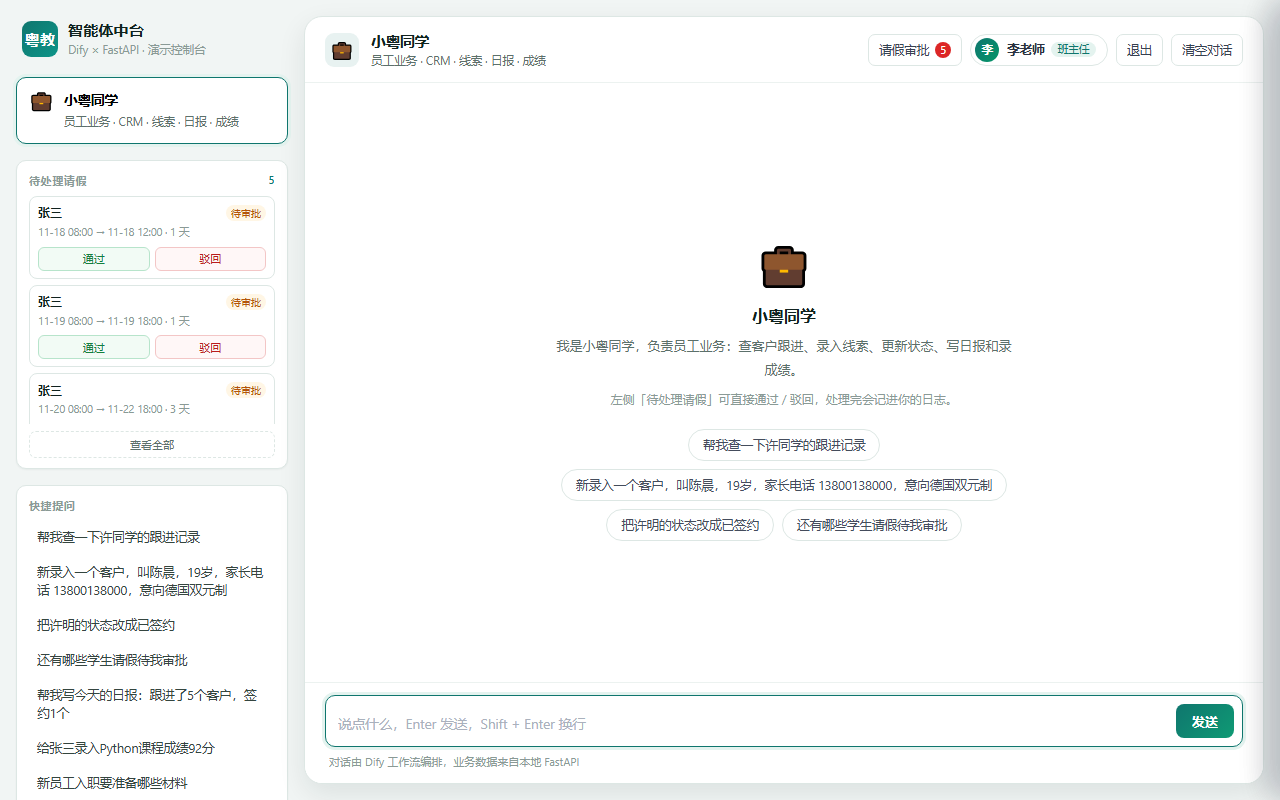 粤教
智能体中台
Dify × FastAPI · 演示控制台
小粤同学
员工业务 · CRM · 线索 · 日报 · 成绩
待处理请假
5
张三
待审批
11-18 08:00 → 11-18 12:00 · 1 天
通过
驳回
张三
待审批
11-19 08:00 → 11-19 18:00 · 1 天
通过
驳回
张三
待审批
11-20 08:00 → 11-22 18:00 · 3 天
查看全部
快捷提问
帮我查一下许同学的跟进记录
新录入一个客户，叫陈晨，19岁，家长电
话 13800138000，意向德国双元制
把许明的状态改成已签约
还有哪些学生请假待我审批
帮我写今天的日报：跟进了5个客户，签
约1个
给张三录入Python课程成绩92分
新员工入职要准备哪些材料
小粤同学
员工业务 · CRM · 线索 · 日报 · 成绩
请假审批
5
李
李老师
班主任
退出
清空对话
小粤同学
我是小粤同学，负责员工业务：查客户跟进、录入线索、更新状态、写日报和录
成绩。
左侧「待处理请假」可直接通过 / 驳回，处理完会记进你的日志。
帮我查一下许同学的跟进记录
新录入一个客户，叫陈晨，19岁，家长电话 13800138000，意向德国双元制
把许明的状态改成已签约
还有哪些学生请假待我审批
说点什么，Enter 发送，Shift + Enter 换行
发送
对话由 Dify 工作流编排，业务数据来自本地 FastAPI